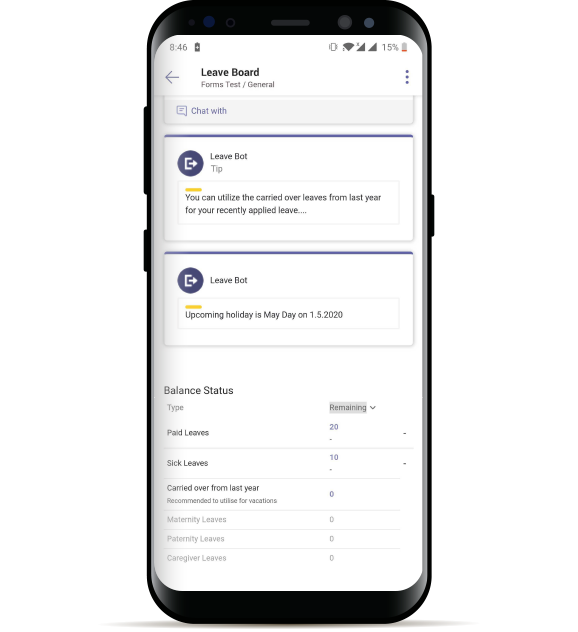 8:46 15%
Leave Board
Forms Test / General
Chat with
Leave Bot
Tip
You can utilize the carried over leaves from last year
for your recently applied leave....
Leave Bot
Upcoming holiday is May Day on 1.5.2020
Balance Status
Type Remaining
Paid Leaves 20
- -
Sick Leaves 10
- -
Carried over from last year 0
Recommended to utilise for vacations
Maternity Leaves 0
Paternity Leaves 0
Caregiver Leaves 0